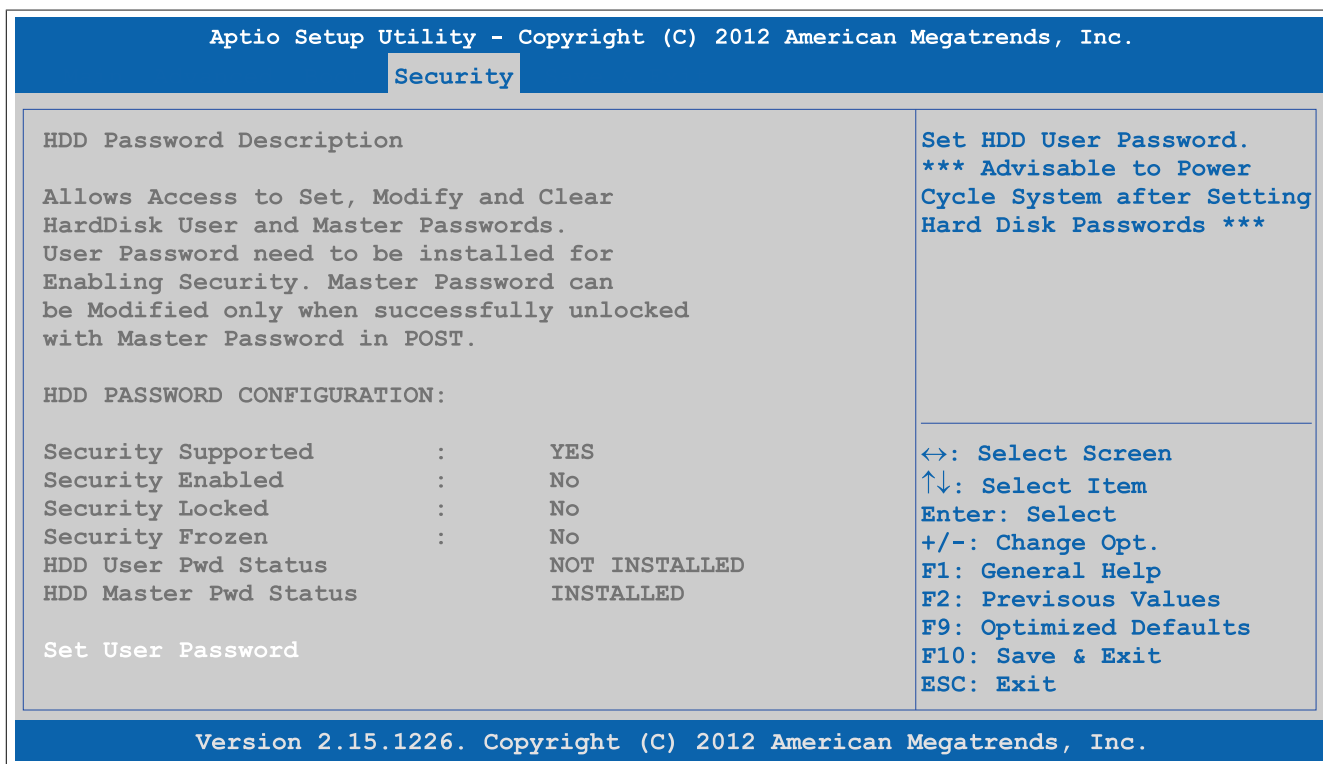 Aptio Setup Utility - Copyright (C) 2012 American Megatrends, Inc.
Security
HDD Password Description
Allows Access to Set, Modify and Clear
HardDisk User and Master Passwords.
User Password need to be installed for
Enabling Security. Master Password can
be Modified only when successfully unlocked
with Master Password in POST.
HDD PASSWORD CONFIGURATION:
Security Supported : YES
Security Enabled : No
Security Locked : No
Security Frozen : No
HDD User Pwd Status NOT INSTALLED
HDD Master Pwd Status INSTALLED
Set User Password
Set HDD User Password.
*** Advisable to Power
Cycle System after Setting
Hard Disk Passwords ***
↔: Select Screen
↑↓: Select Item
Enter: Select
+/-: Change Opt.
F1: General Help
F2: Previsous Values
F9: Optimized Defaults
F10: Save & Exit
ESC: Exit
Version 2.15.1226. Copyright (C) 2012 American Megatrends, Inc.